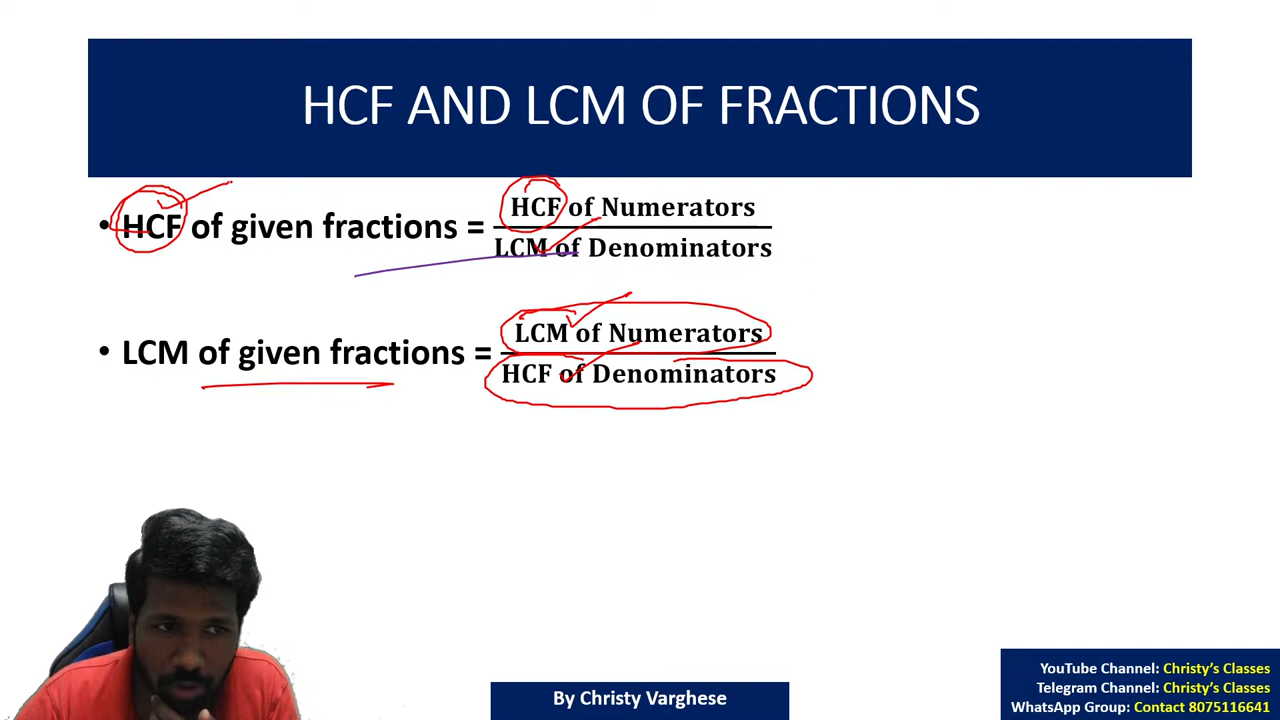 HCF AND LCM OF FRACTIONS
• HCF of given fractions = HCF of Numerators
LCM of Denominators
• LCM of given fractions = LCM of Numerators
HCF of Denominators
By Christy Varghese
YouTube Channel: Christy's Classes
Telegram Channel: Christy's Classes
WhatsApp Group: Contact 8075116641